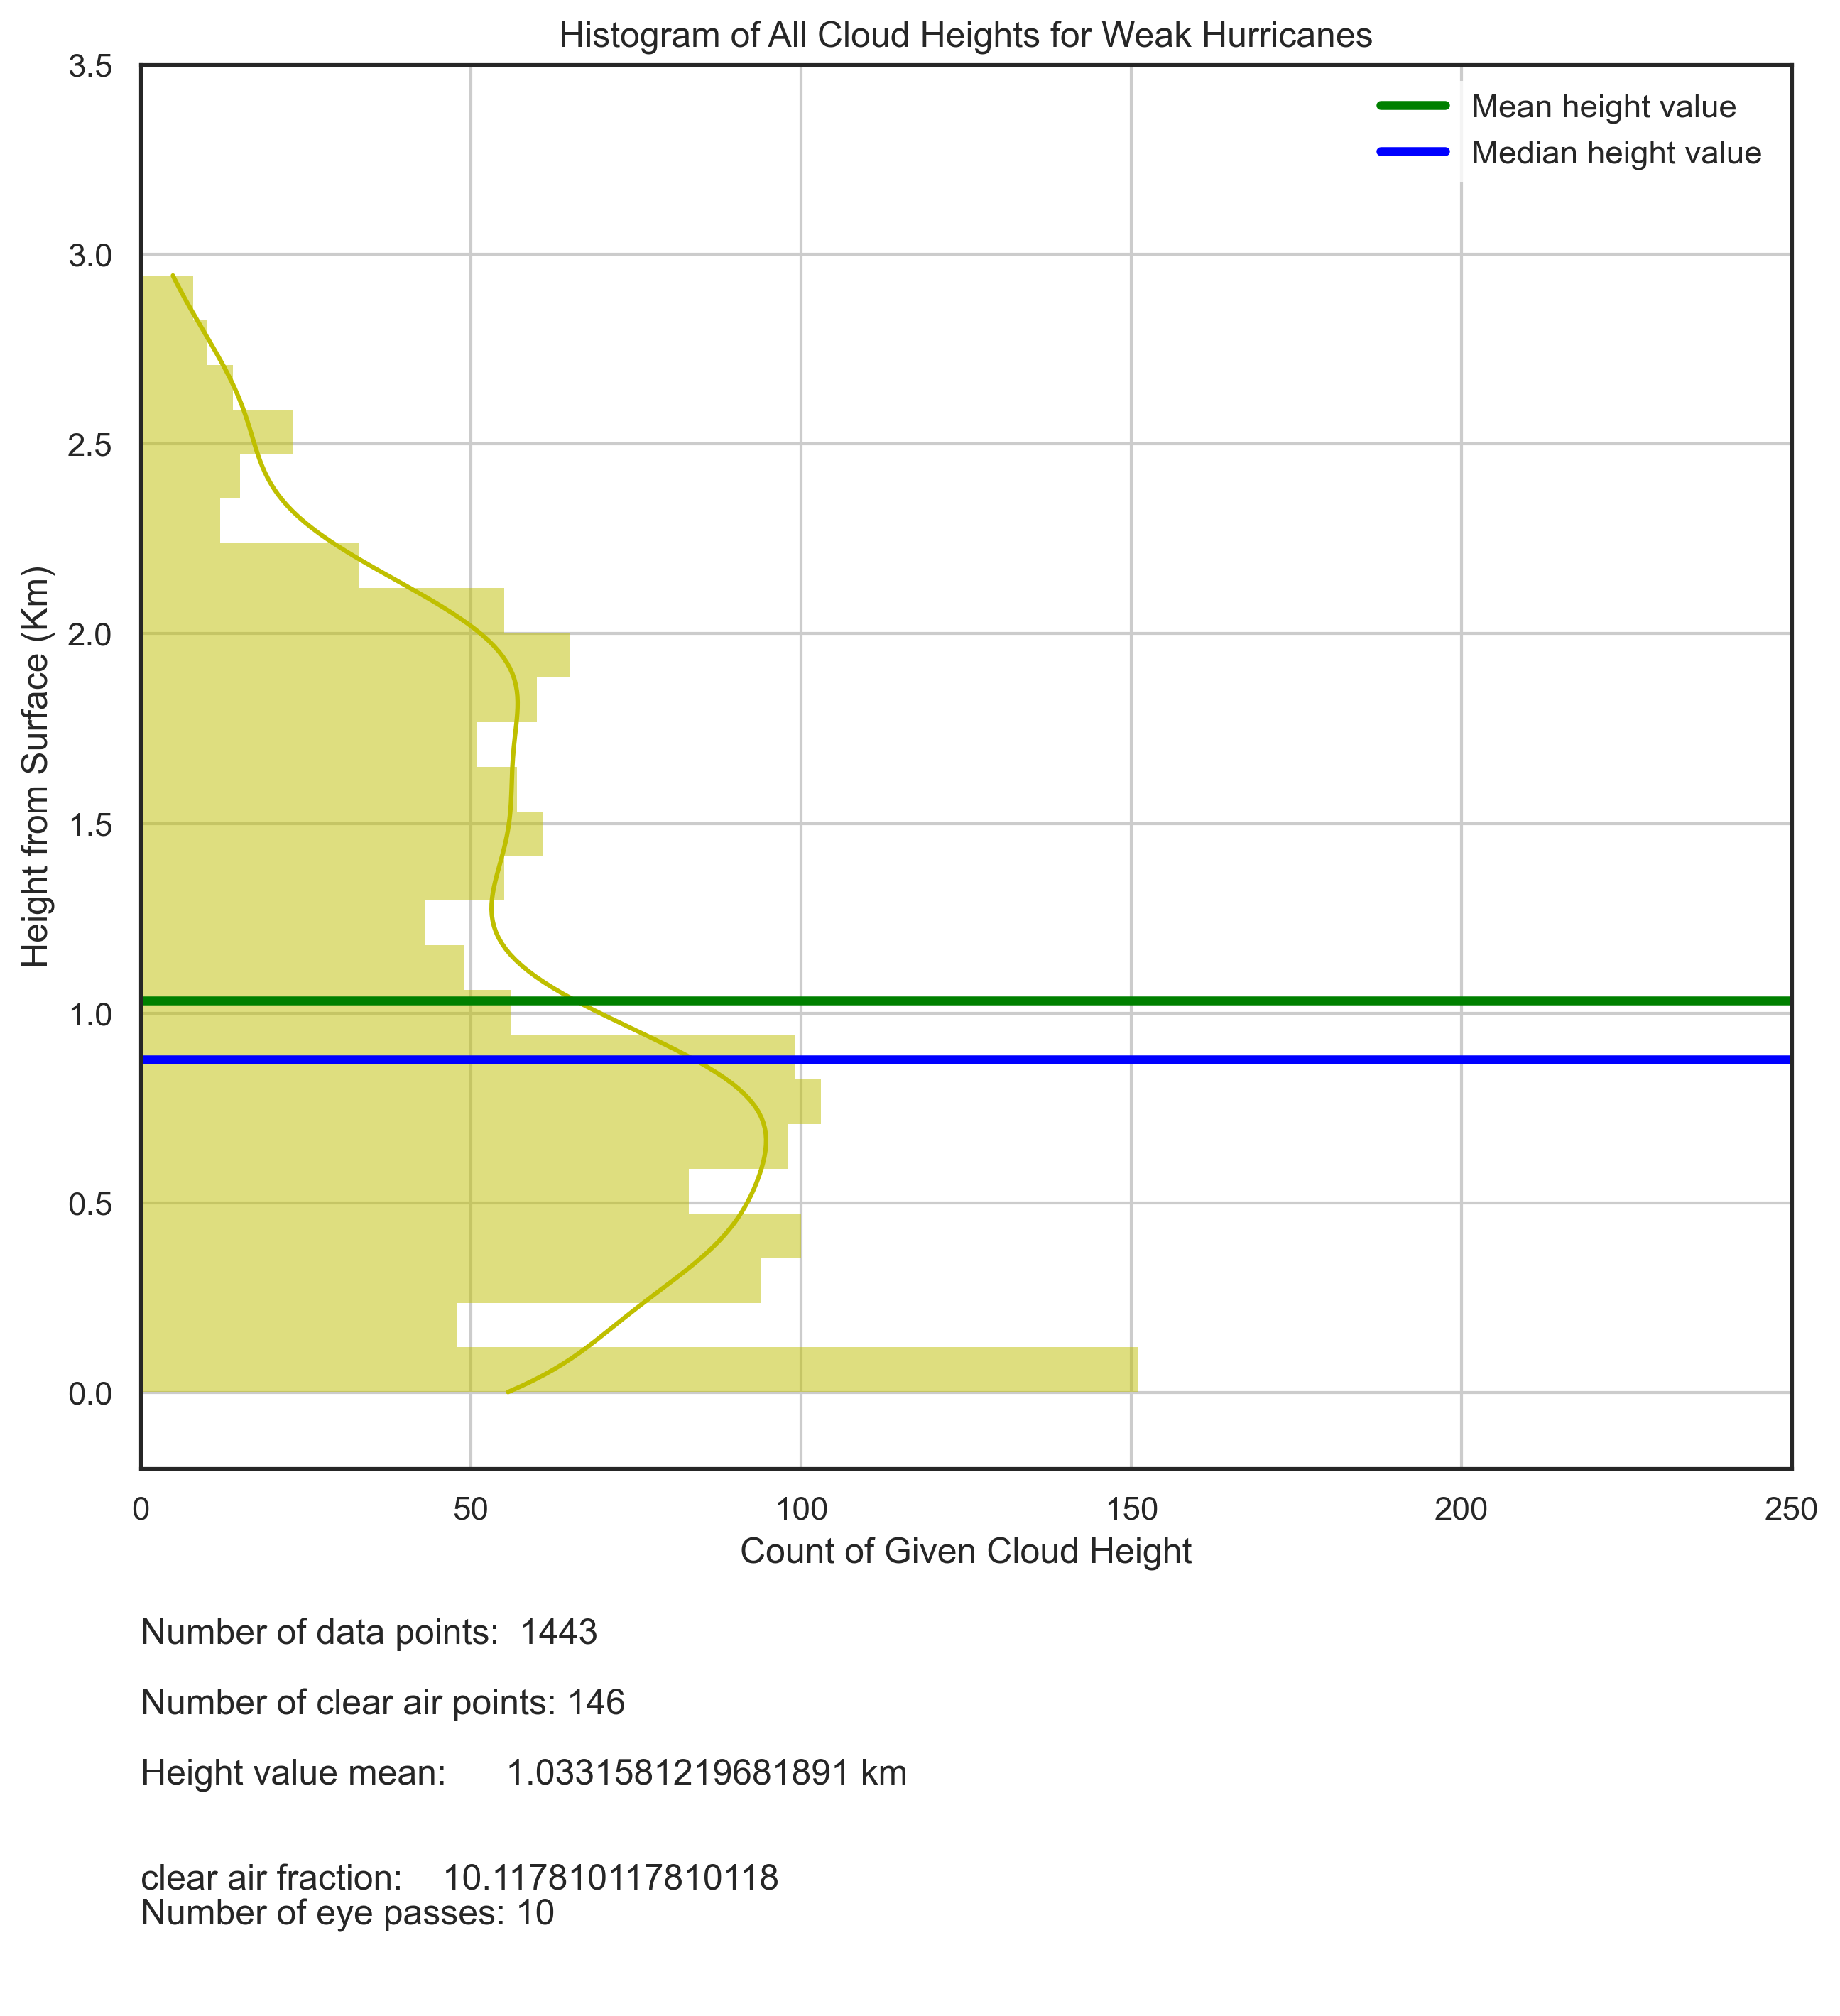 Histogram of All Cloud Heights for Weak Hurricanes
Mean height value
Median height value
Height from Surface (Km)
3.5
3.0
2.5
2.0
1.5
1.0
0.5
0.0
0 50 100 150 200 250
Count of Given Cloud Height
Number of data points: 1443
Number of clear air points: 146
Height value mean: 1.0331581219681891 km
clear air fraction: 10.117810117810118
Number of eye passes: 10